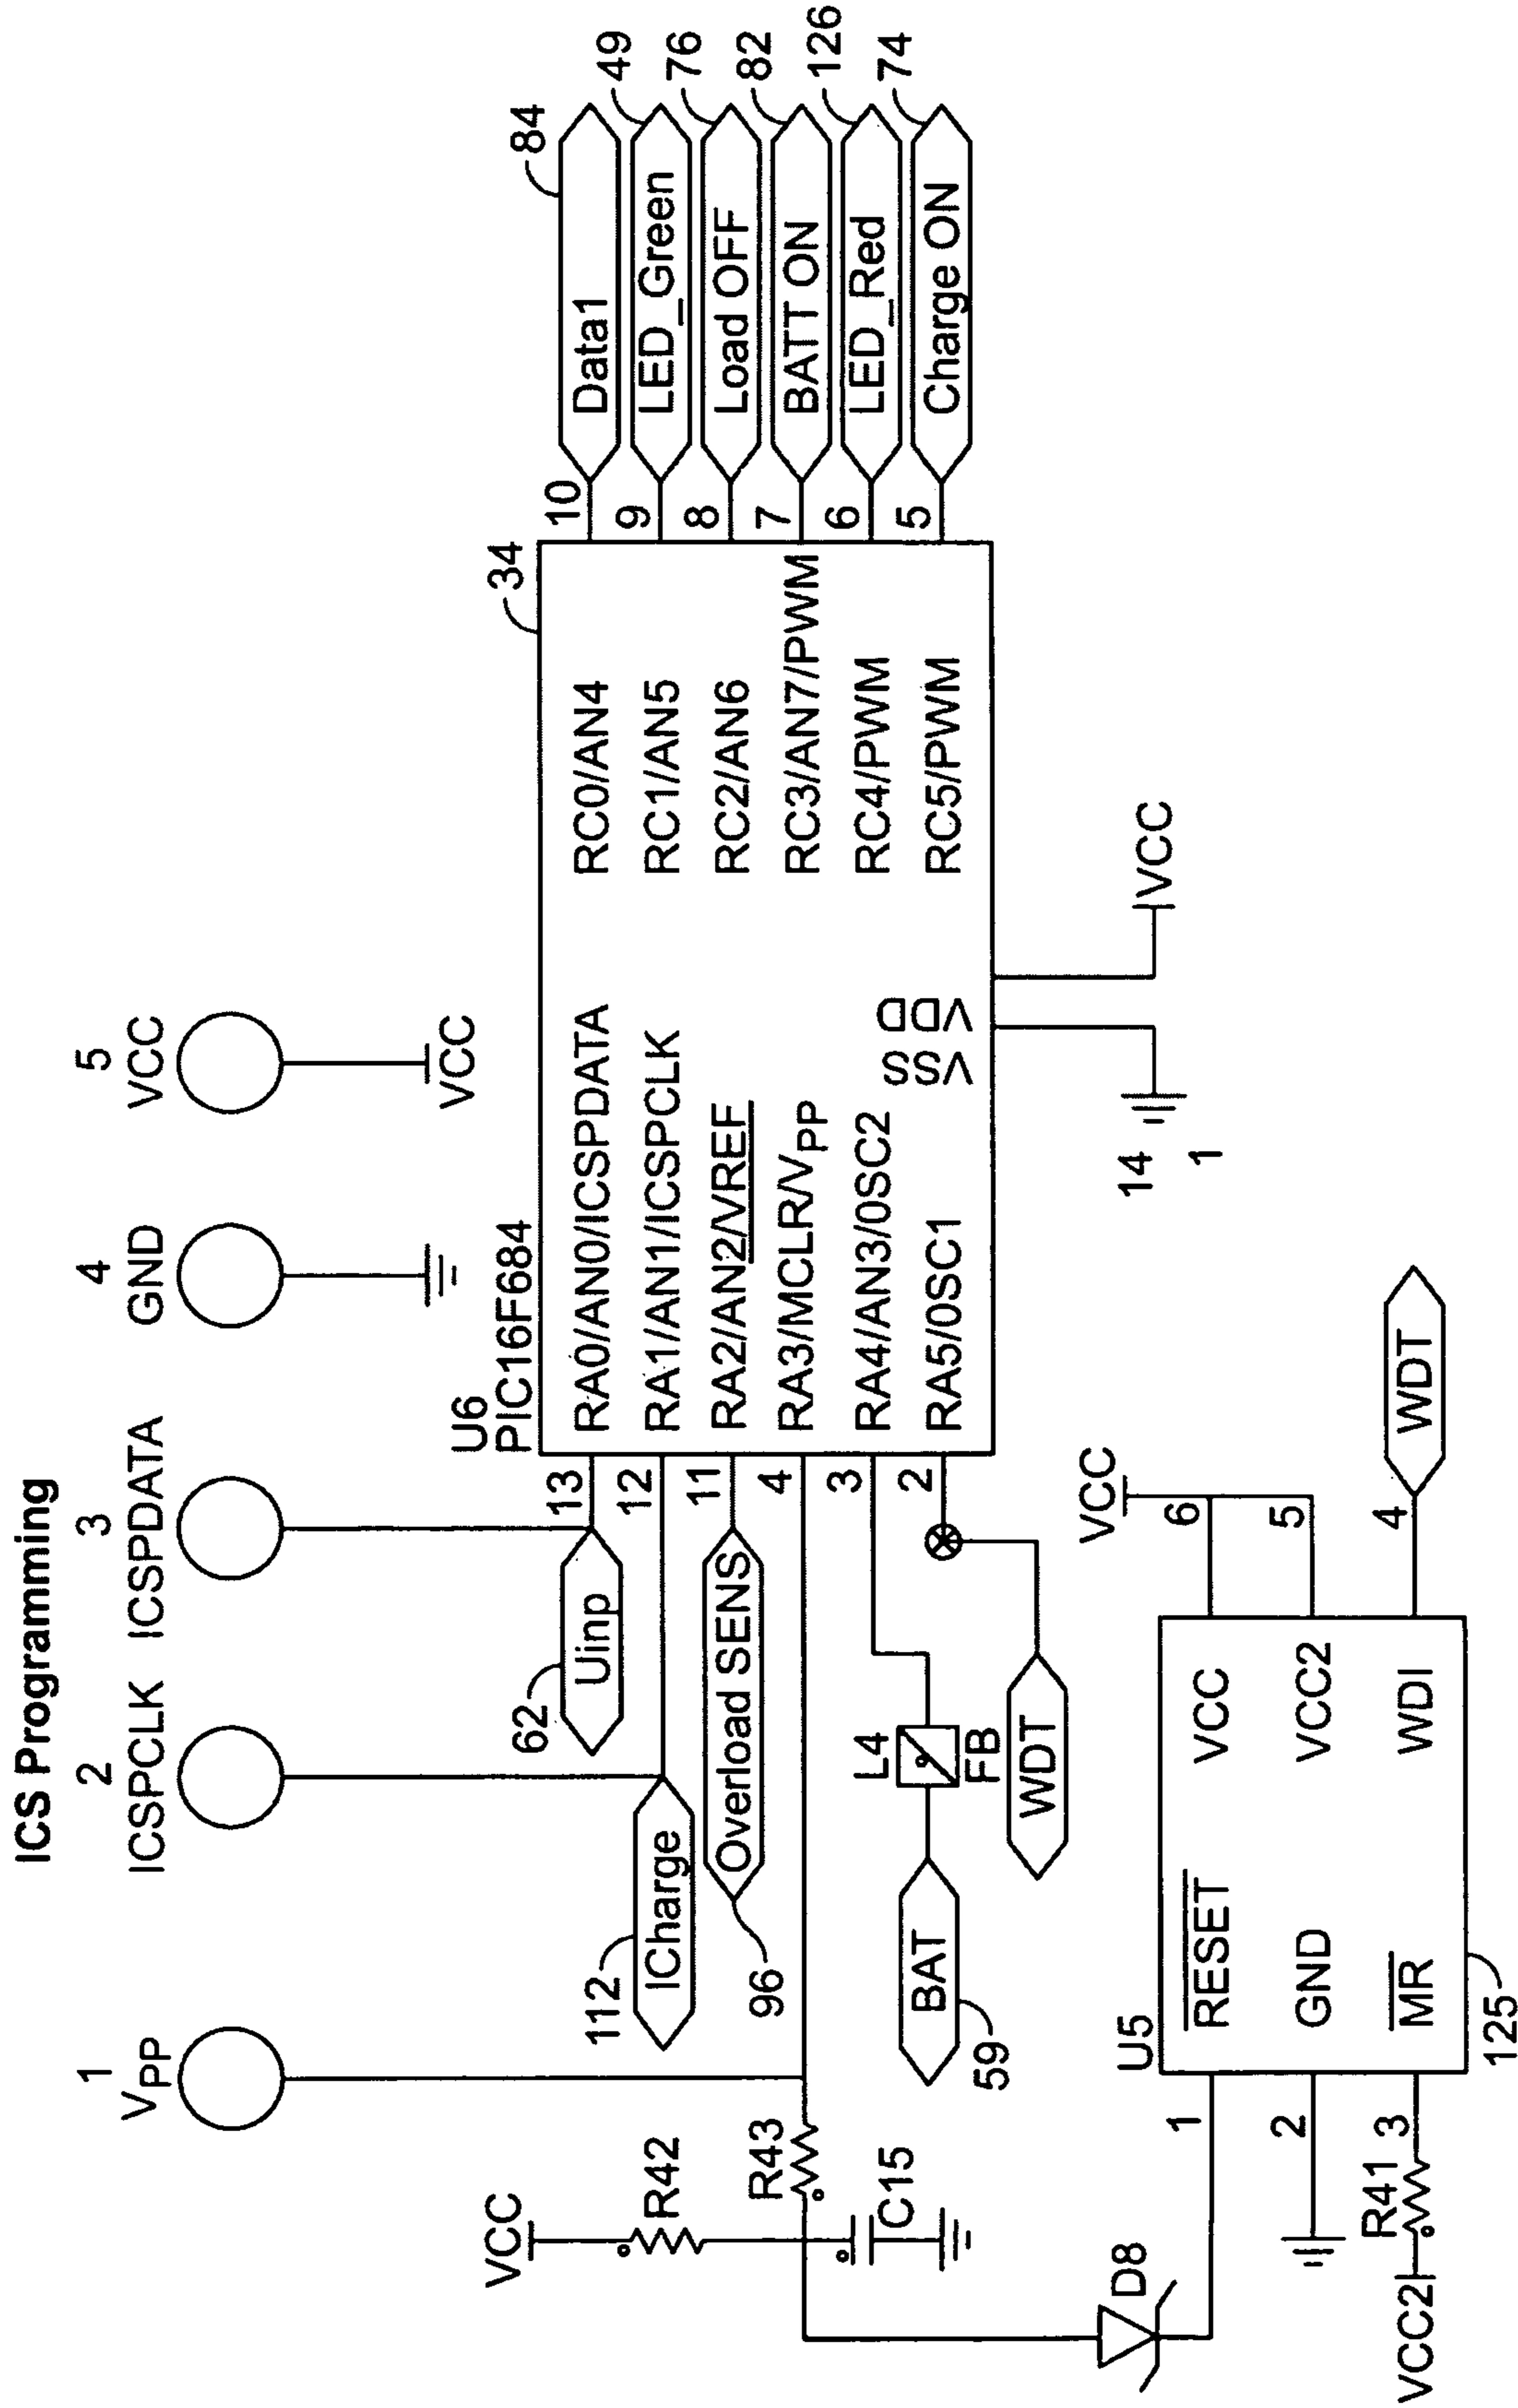 ICS Programming
1
2
3
4
5
VPP
ICSPCLK
ICSPDATA
GND
VCC
VCC
62
Uinp
112
ICharge
Overload SENS
96
BAT
59
L4
FB
WDT
VCC
R42
R43
C15
D8
U6
PIC16F684
34
13
12
11
4
3
2
RA0/AN0/ICSPDATA
RA1/AN1/ICSPCLK
RA2/AN2/VREF
RA3/MCLR/VPP
RA4/AN3/0SC2
RA5/0SC1
RC0/AN4
RC1/AN5
RC2/AN6
RC3/AN7/PWM
RC4/PWM
RC5/PWM
VSS
VDD
14
1
VCC
10
9
8
7
6
5
Data1
LED_Green
Load OFF
BATT ON
LED_Red
Charge ON
84
49
76
82
126
74
U5
1
2
3
RESET
GND
MR
VCC
VCC2
WDI
VCC
6
5
4
WDT
R41
VCC2
125